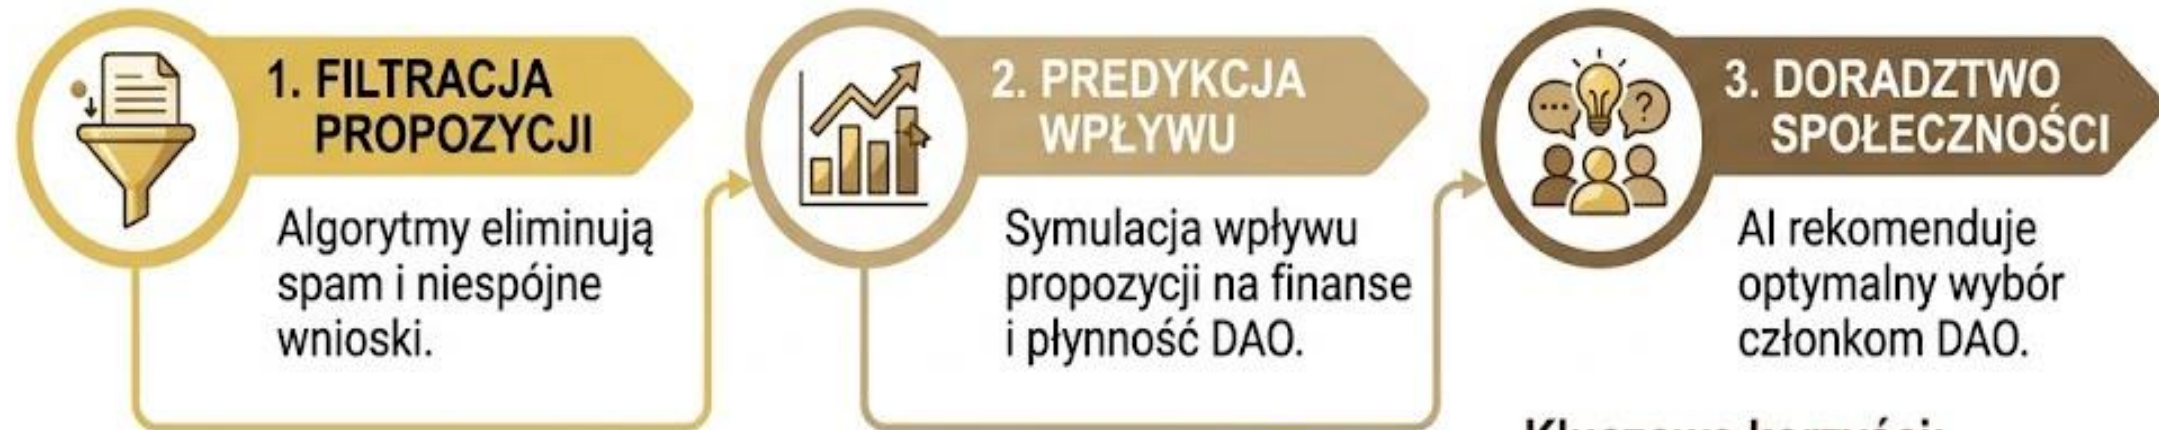 1. FILTRACJA
PROPOZYCJI
Algorytmy eliminują
spam i niespójne
wnioski.
2. PREDYKCJA
WPŁYWU
Symulacja wpływu
propozycji na finanse
i płynność DAO.
...
?
3. DORADZTWO
SPOŁECZNOŚCI
AI rekomenduje
optymalny wybór
członkom DAO.